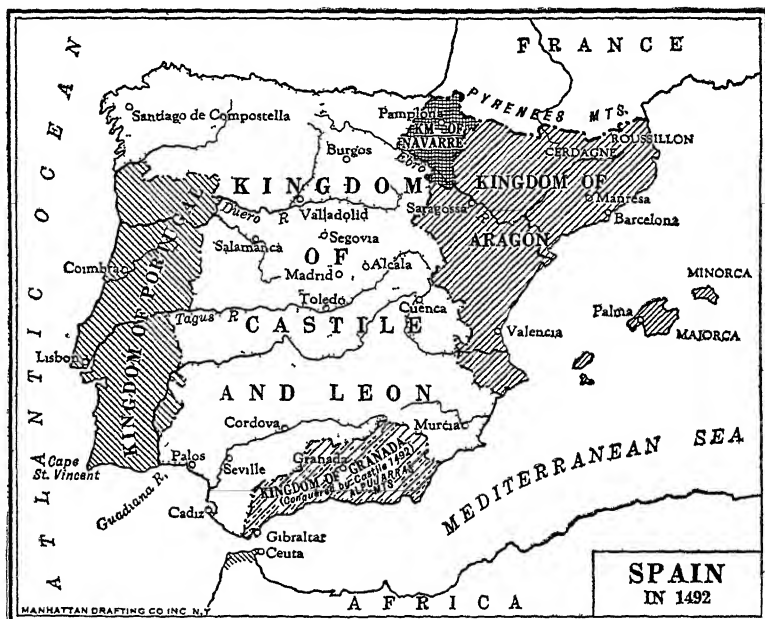 FRANCE
ATLANTIC OCEAN
Santiago de Compostella
Pamplona
PYRENEES MTS.
KM. OF
NAVARRE
ROUSSILLON
CERDAGNE
Burgos
Ebro
R
KINGDOM
OF
CASTILE
AND LEON
KINGDOM OF
ARAGON
Manresa
Barcelona
Saragossa
Duero R
Valladolid
Segovia
Salamanca
Madrid
Alcala
Toledo
Cuenca
Tagus R
Coimbra
KINGDOM OF PORTUGAL
Lisbon
Valencia
MINORCA
Palma
MAJORCA
Cordova
Murcia
Cape
St. Vincent
Palos
Seville
Granada
KINGDOM OF GRANADA
(Conquered by Castile 1492)
ALPUJARRAS
MTS
Guadiana R.
Cadiz
Gibraltar
Ceuta
MEDITERRANEAN SEA
AFRICA
SPAIN
IN 1492
MANHATTAN DRAFTING CO INC N.Y